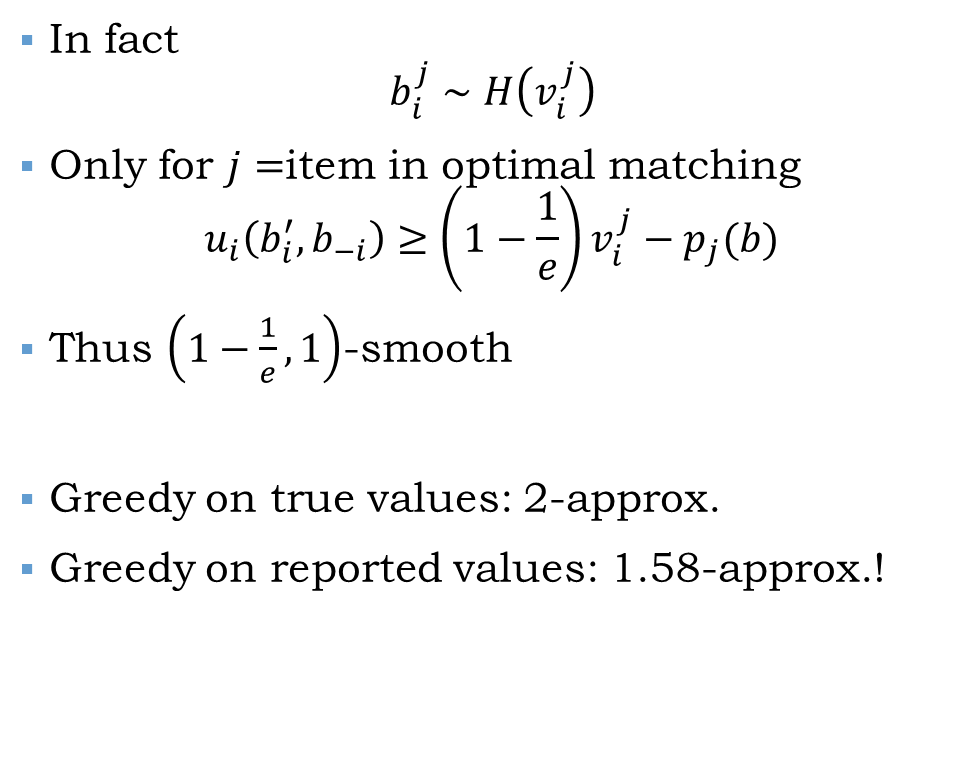 ▪ In fact
b_i^j ~ H(v_i^j)
▪ Only for j =item in optimal matching
u_i(b_i′, b_{−i}) ≥ (1 − 1/e) v_i^j − p_j(b)
▪ Thus (1 − 1/e, 1)-smooth
▪ Greedy on true values: 2-approx.
▪ Greedy on reported values: 1.58-approx.!